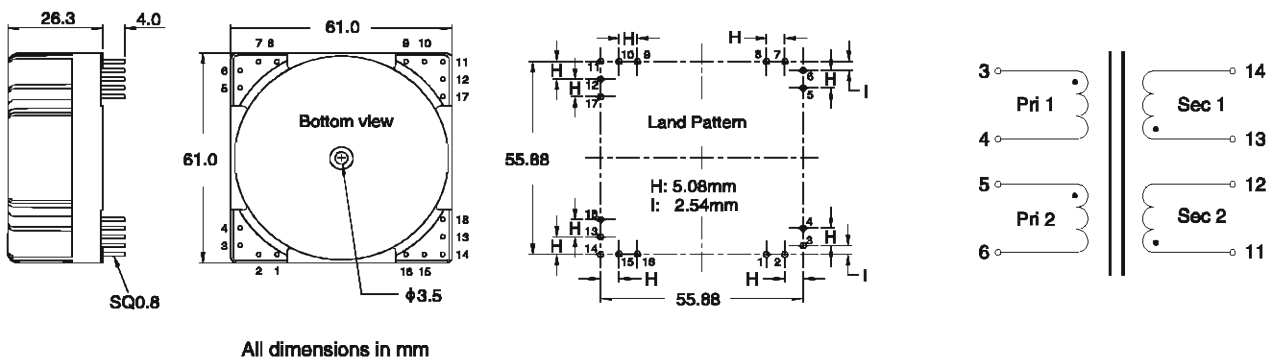 26.3
4.0
SQ0.8
61.0
7 8 9 10
6 11
5 12
17
Bottom view
61.0
4 18
3 13
14
2 1 16 15
ϕ3.5
All dimensions in mm
H H
11 10 9 8 7
H 12 6 H
H 17 5 I
Land Pattern
55.88
H: 5.08mm
I: 2.54mm
H 18 4
H 13 3 H
14 15 16 1 2 I
H H
55.88
3 14
Pri 1 Sec 1
4 13
5 12
Pri 2 Sec 2
6 11